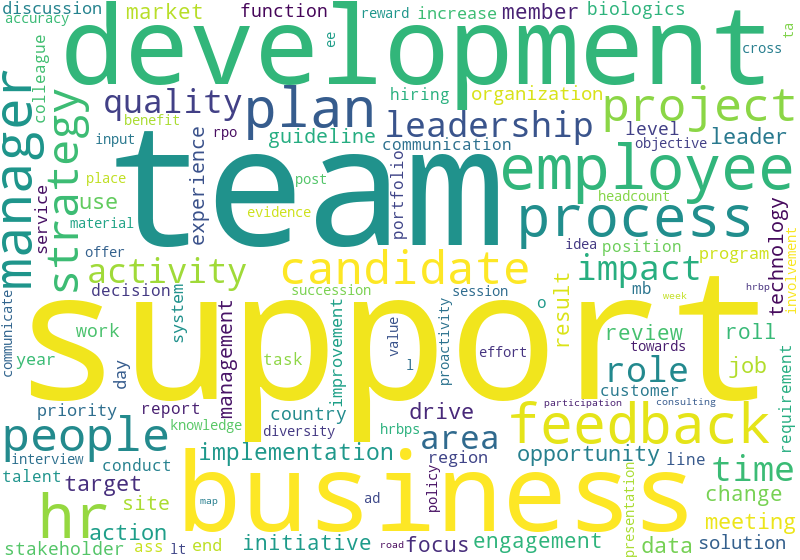 discussion
accuracy
market
function
reward
increase
member
biologics
ee
cross
ta
development
colleague
quality
benefit
rpo
plan
hiring
organization
project
leadership
level
leader
objective
manager
strategy
input
guideline
communication
experience
team
portfolio
employee
service
use
place
material
post
evidence
headcount
process
technology
involvement
offer
idea
position
program
activity
candidate
impact
hrbp
decision
system
succession
session
o
result
mb
week
communicate
support
work
year
day
management
task
improvement
value
l
proactivity
effort
review
towards
roll
role
job
customer
requirement
priority
report
knowledge
country
diversity
drive
hrbps
participation
consulting
feedback
people
area
interview
talent
conduct
implementation
region
opportunity
line
time
target
hr
site
map
business
ad
policy
presentation
change
action
meeting
stakeholder
ass
lt
end
initiative
road
focus
engagement
data
solution